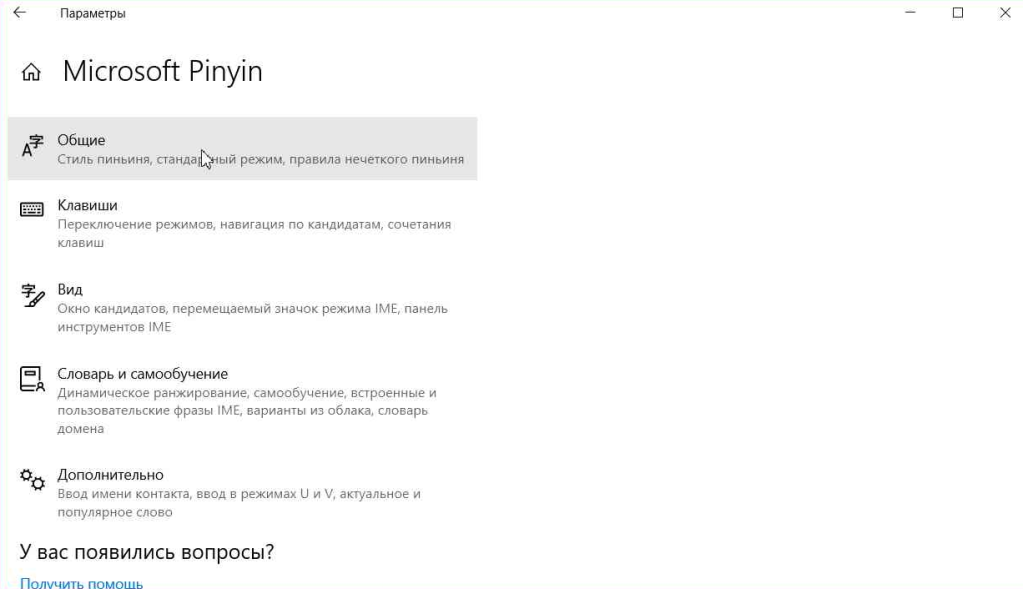 Параметры
Microsoft Pinyin
Общие
Стиль пиньиня, стандартный режим, правила нечеткого пиньиня
Клавиши
Переключение режимов, навигация по кандидатам, сочетания
клавиш
Вид
Окно кандидатов, перемещаемый значок режима IME, панель
инструментов IME
Словарь и самообучение
Динамическое ранжирование, самообучение, встроенные и
пользовательские фразы IME, варианты из облака, словарь
домена
Дополнительно
Ввод имени контакта, ввод в режимах U и V, актуальное и
популярное слово
У вас появились вопросы?
Получить помощь